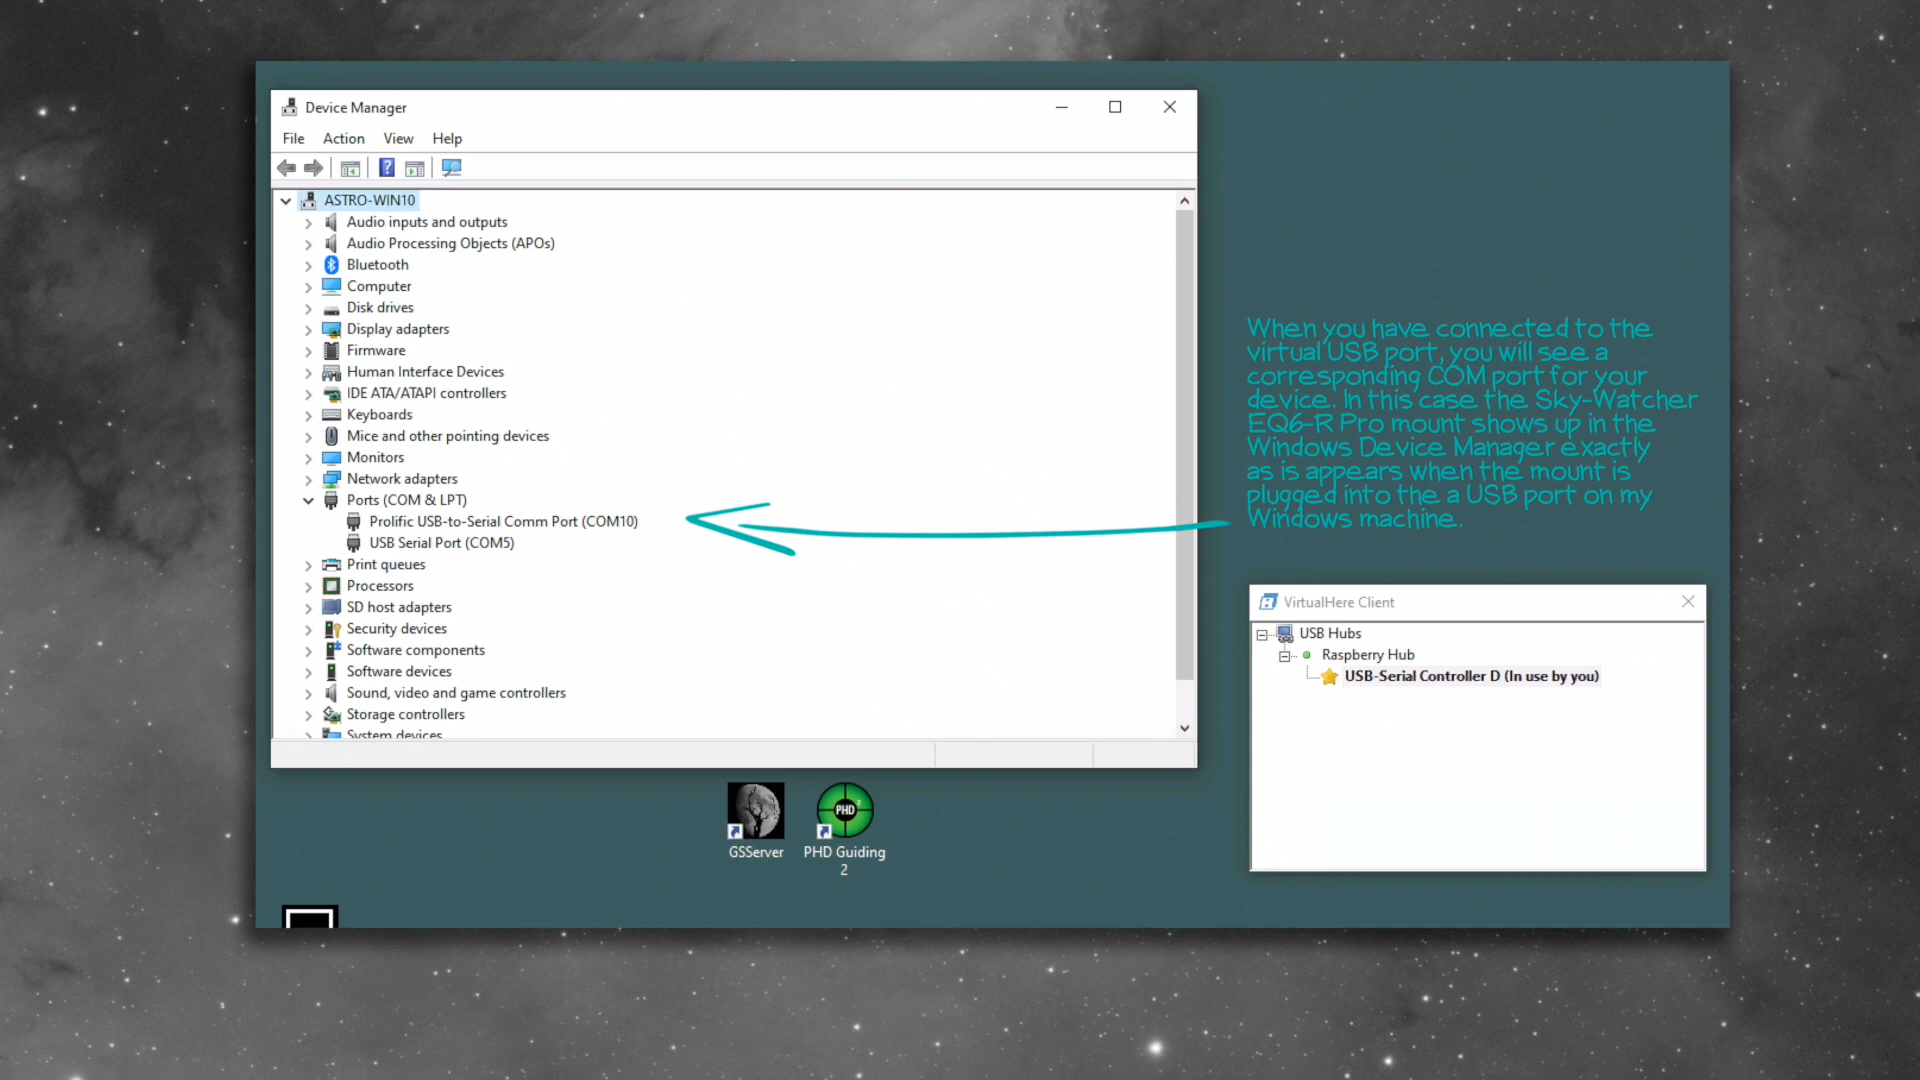 Device Manager
File Action View Help
ASTRO-WIN10
Audio inputs and outputs
Audio Processing Objects (APOs)
Bluetooth
Computer
Disk drives
Display adapters
Firmware
Human Interface Devices
IDE ATA/ATAPI controllers
Keyboards
Mice and other pointing devices
Monitors
Network adapters
Ports (COM & LPT)
Prolific USB-to-Serial Comm Port (COM10)
USB Serial Port (COM5)
Print queues
Processors
SD host adapters
Security devices
Software components
Software devices
Sound, video and game controllers
Storage controllers
System devices
When you have connected to the
virtual USB port, you will see a
corresponding COM port for your
device. In this case the Sky-Watcher
EQ6-R Pro mount shows up in the
Windows Device Manager exactly
as is appears when the mount is
plugged into the a USB port on my
Windows machine.
VirtualHere Client
USB Hubs
Raspberry Hub
USB-Serial Controller D (In use by you)
PHD 2
GSServer
PHD Guiding
2